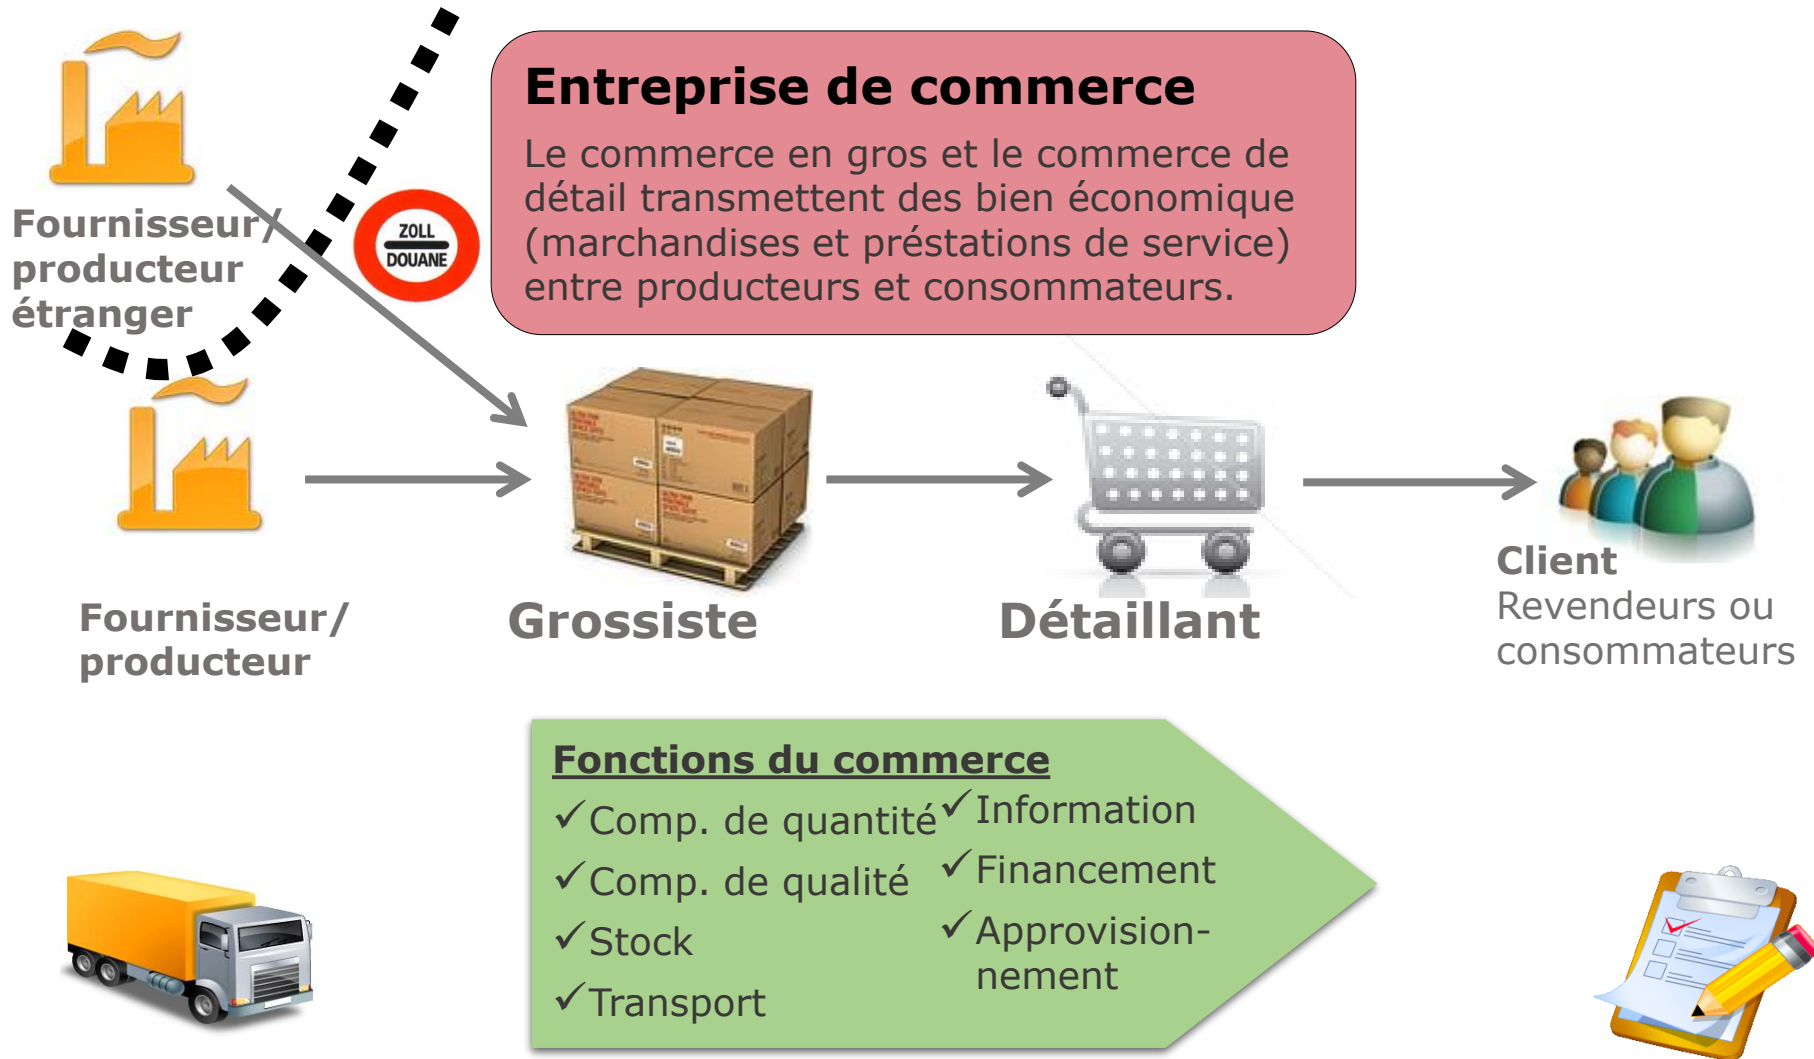 Entreprise de commerce
Le commerce en gros et le commerce de
détail transmettent des bien économique
(marchandises et préstations de service)
entre producteurs et consommateurs.
Fournisseur/
producteur
étranger
ZOLL
DOUANE
Fournisseur/
producteur
Grossiste
Détaillant
Client
Revendeurs ou
consommateurs
Fonctions du commerce
✓Comp. de quantité
✓Comp. de qualité
✓Stock
✓Transport
✓Information
✓Financement
✓Approvision-
nement